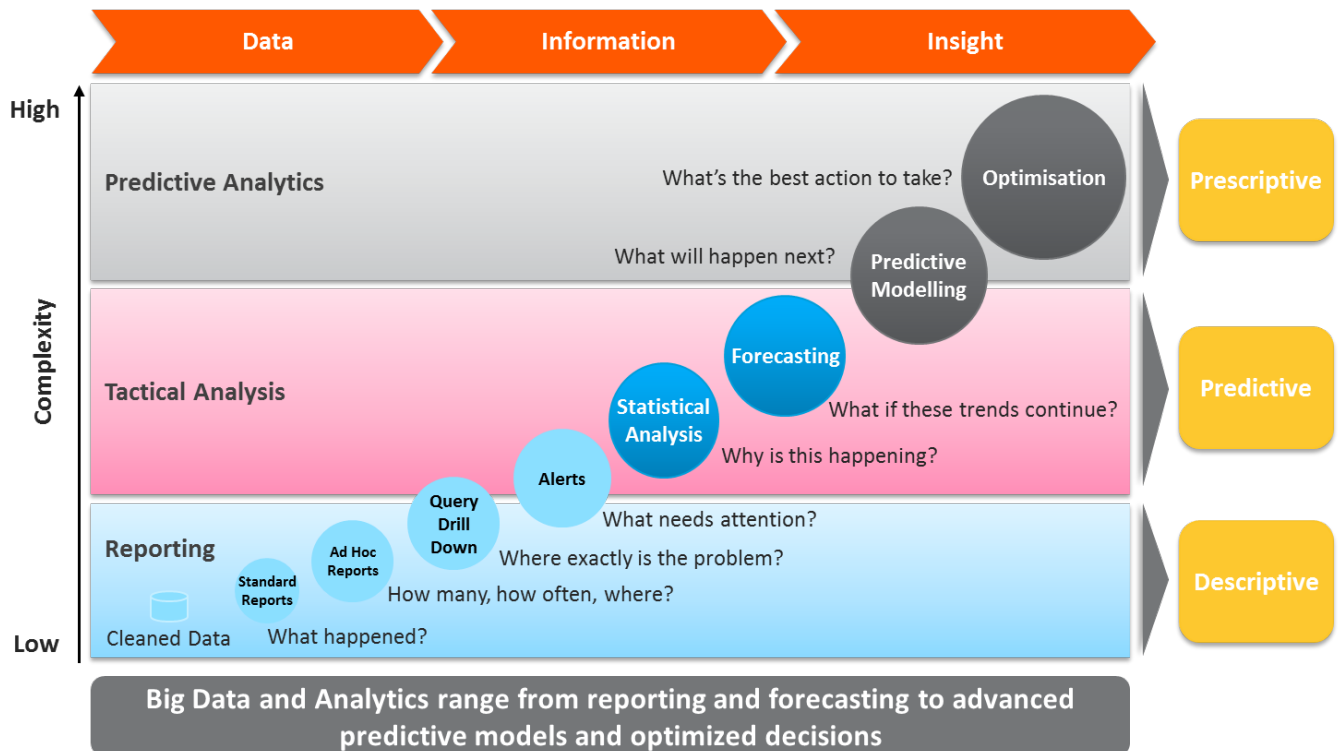 Data
Information
Insight
High
Complexity
Low
Predictive Analytics
What's the best action to take?
Optimisation
What will happen next?
Predictive
Modelling
Prescriptive
Tactical Analysis
Forecasting
What if these trends continue?
Statistical
Analysis
Why is this happening?
Predictive
Alerts
What needs attention?
Reporting
Query
Drill
Down
Where exactly is the problem?
Ad Hoc
Reports
How many, how often, where?
Standard
Reports
What happened?
Cleaned Data
Descriptive
Big Data and Analytics range from reporting and forecasting to advanced
predictive models and optimized decisions